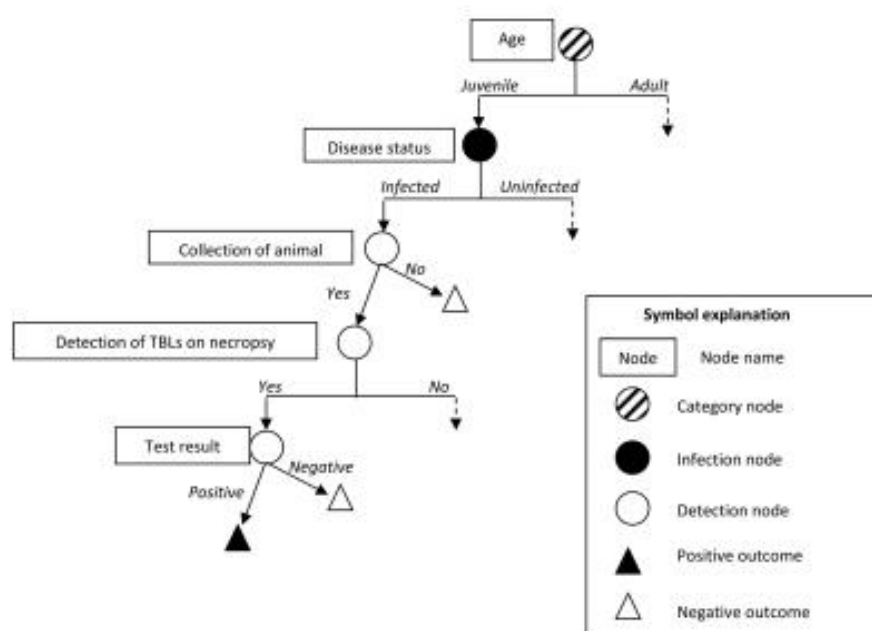 Age
Juvenile
Adult
Disease status
Infected
Uninfected
Collection of animal
No
Yes
Detection of TBLs on necropsy
Yes
No
Test result
Negative
Positive
Symbol explanation
Node
Node name
Category node
Infection node
Detection node
Positive outcome
Negative outcome